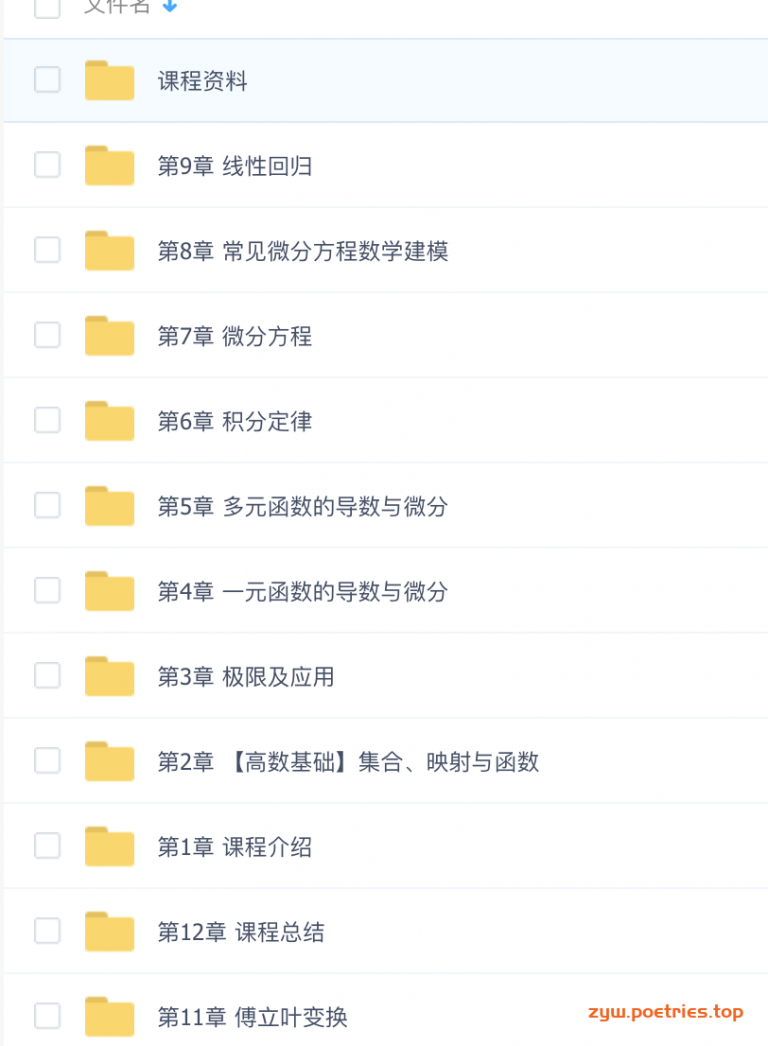 文件名
课程资料
第9章 线性回归
第8章 常见微分方程数学建模
第7章 微分方程
第6章 积分定律
第5章 多元函数的导数与微分
第4章 一元函数的导数与微分
第3章 极限及应用
第2章 【高数基础】集合、映射与函数
第1章 课程介绍
第12章 课程总结
第11章 傅立叶变换
zyw.poetries.top